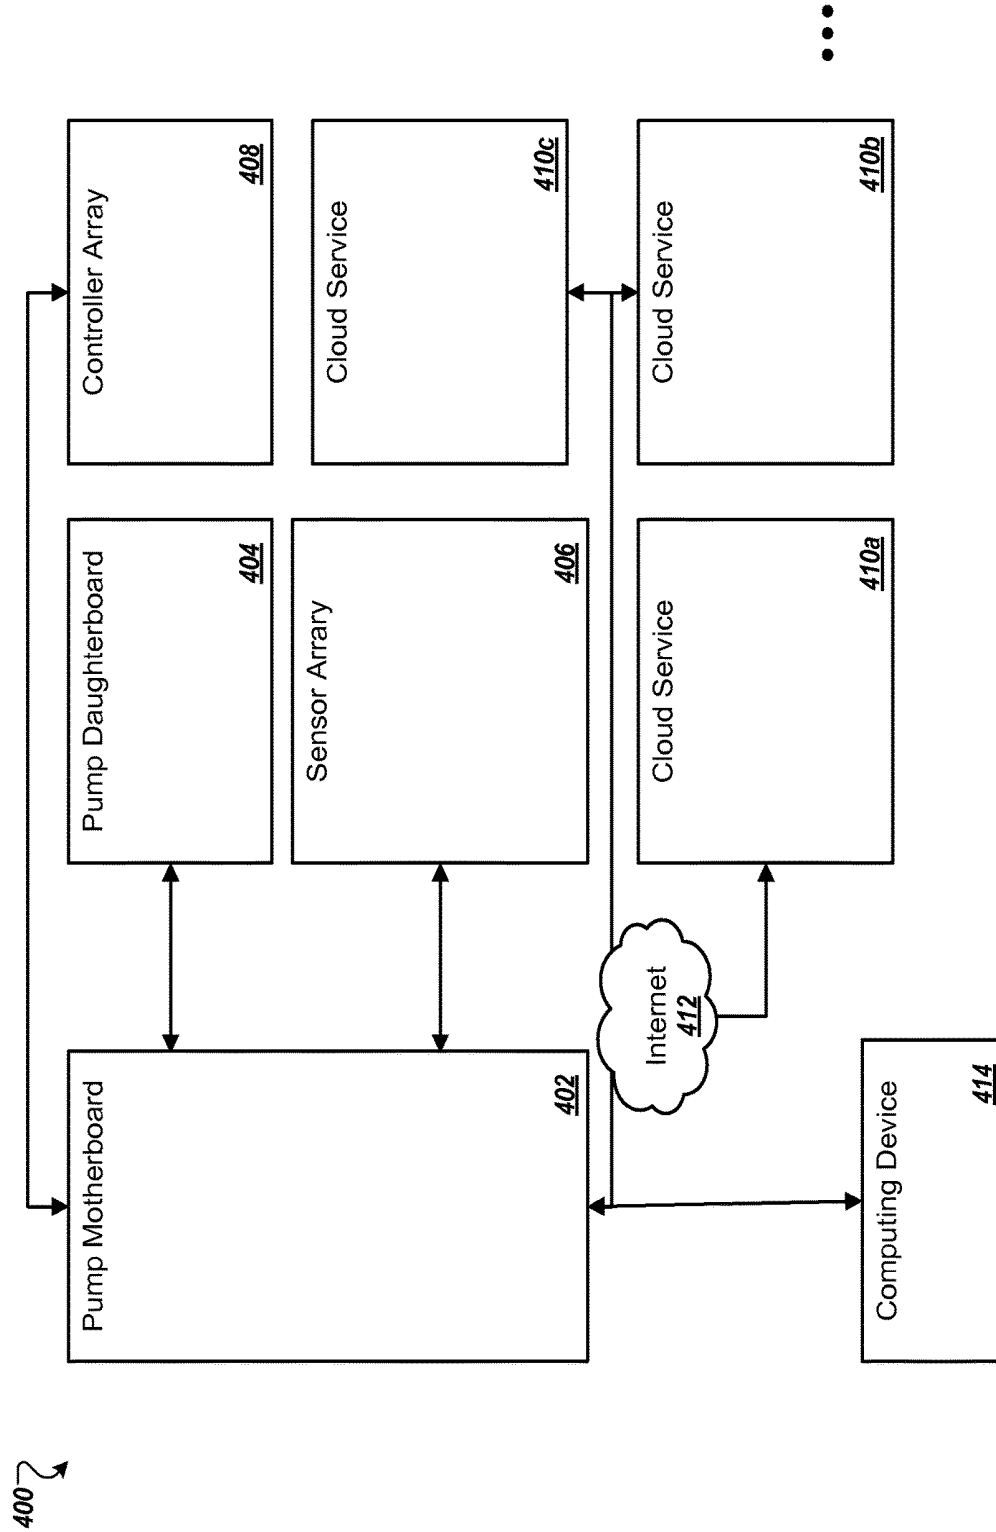 400
Pump Motherboard
402
Pump Daughterboard
404
Controller Array
408
Sensor Arrary
406
Cloud Service
410c
Internet
412
Cloud Service
410a
Cloud Service
410b
Computing Device
414